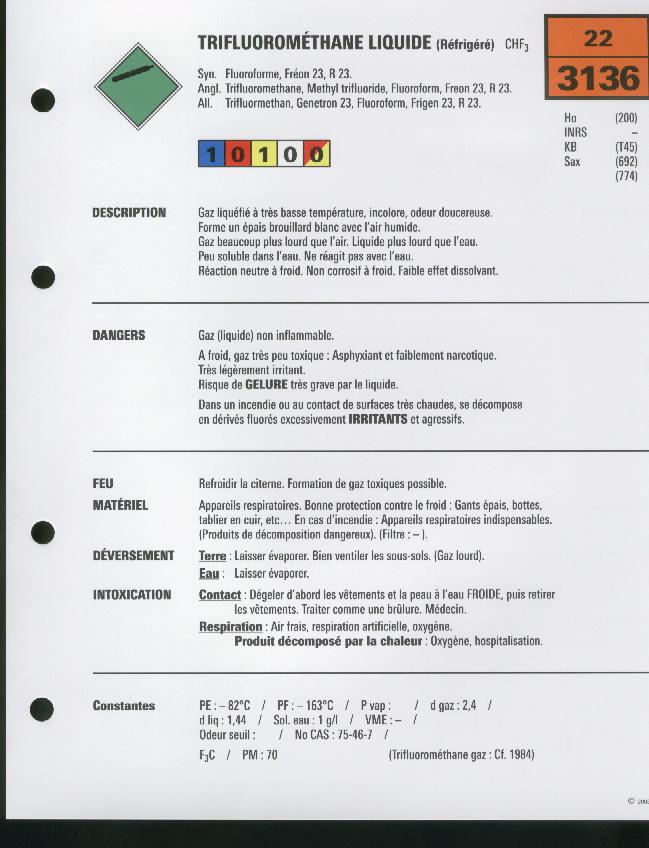 TRIFLUOROMÉTHANE LIQUIDE (Réfrigéré) CHF3
22
3136
Syn. Fluoroforme, Fréon 23, R 23.
Angl. Trifluoromethane, Methyl trifluoride, Fluoroform, Freon 23, R 23.
All. Trifluormethan, Genetron 23, Fluoroform, Frigen 23, R 23.
Ho (200)
INRS –
KB (T45)
Sax (692)
(774)
1 0 1 0 0
DESCRIPTION Gaz liquéfié à très basse température, incolore, odeur doucereuse.
Forme un épais brouillard blanc avec l'air humide.
Gaz beaucoup plus lourd que l'air. Liquide plus lourd que l'eau.
Peu soluble dans l'eau. Ne réagit pas avec l'eau.
Réaction neutre à froid. Non corrosif à froid. Faible effet dissolvant.
DANGERS Gaz (liquide) non inflammable.
A froid, gaz très peu toxique : Asphyxiant et faiblement narcotique.
Très légèrement irritant.
Risque de GELURE très grave par le liquide.
Dans un incendie ou au contact de surfaces très chaudes, se décompose
en dérivés fluorés excessivement IRRITANTS et agressifs.
FEU Refroidir la citerne. Formation de gaz toxiques possible.
MATÉRIEL Appareils respiratoires. Bonne protection contre le froid : Gants épais, bottes,
tablier en cuir, etc... En cas d'incendie : Appareils respiratoires indispensables.
(Produits de décomposition dangereux). (Filtre : – ).
DÉVERSEMENT Terre : Laisser évaporer. Bien ventiler les sous-sols. (Gaz lourd).
Eau : Laisser évaporer.
INTOXICATION Contact : Dégeler d'abord les vêtements et la peau à l'eau FROIDE, puis retirer
les vêtements. Traiter comme une brûlure. Médecin.
Respiration : Air frais, respiration artificielle, oxygène.
Produit décomposé par la chaleur : Oxygène, hospitalisation.
Constantes PE : – 82°C / PF : – 163°C / P vap : / d gaz : 2,4 /
d liq : 1,44 / Sol. eau : 1 g/l / VME : – /
Odeur seuil : / No CAS : 75-46-7 /
F3C / PM : 70 (Trifluorométhane gaz : Cf. 1984)
©